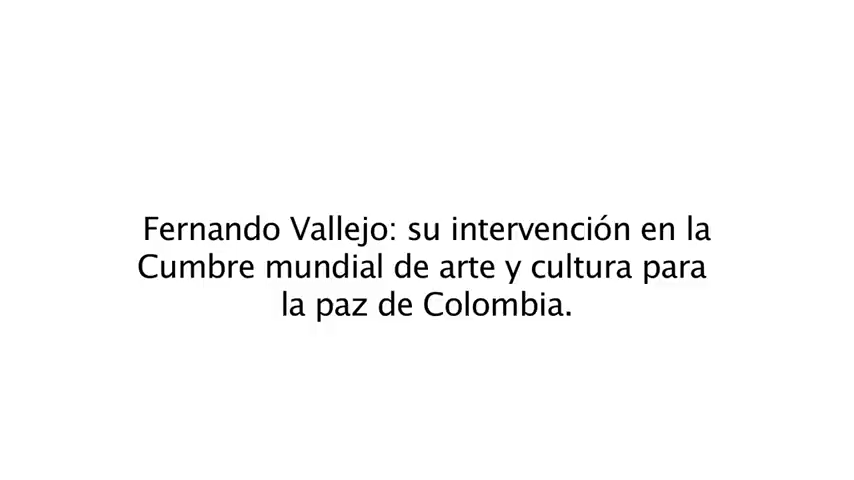 Fernando Vallejo: su intervención en la
Cumbre mundial de arte y cultura para
la paz de Colombia.